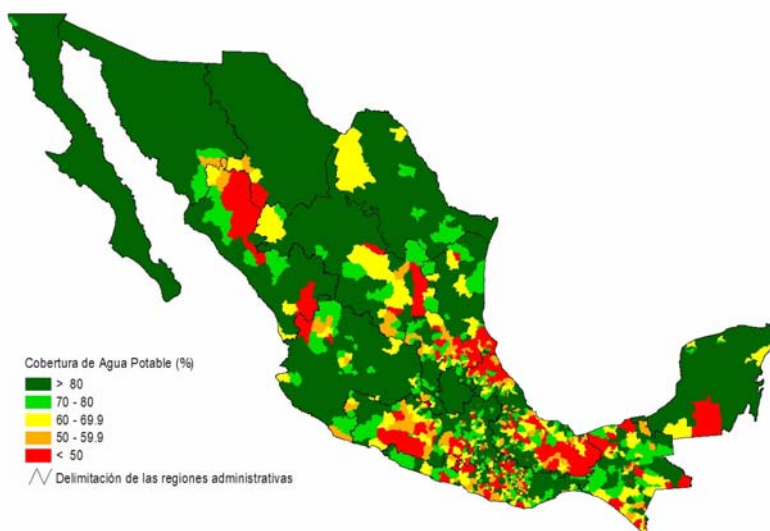 Cobertura de Agua Potable (%)
> 80
70 - 80
60 - 69.9
50 - 59.9
< 50
Delimitación de las regiones administrativas